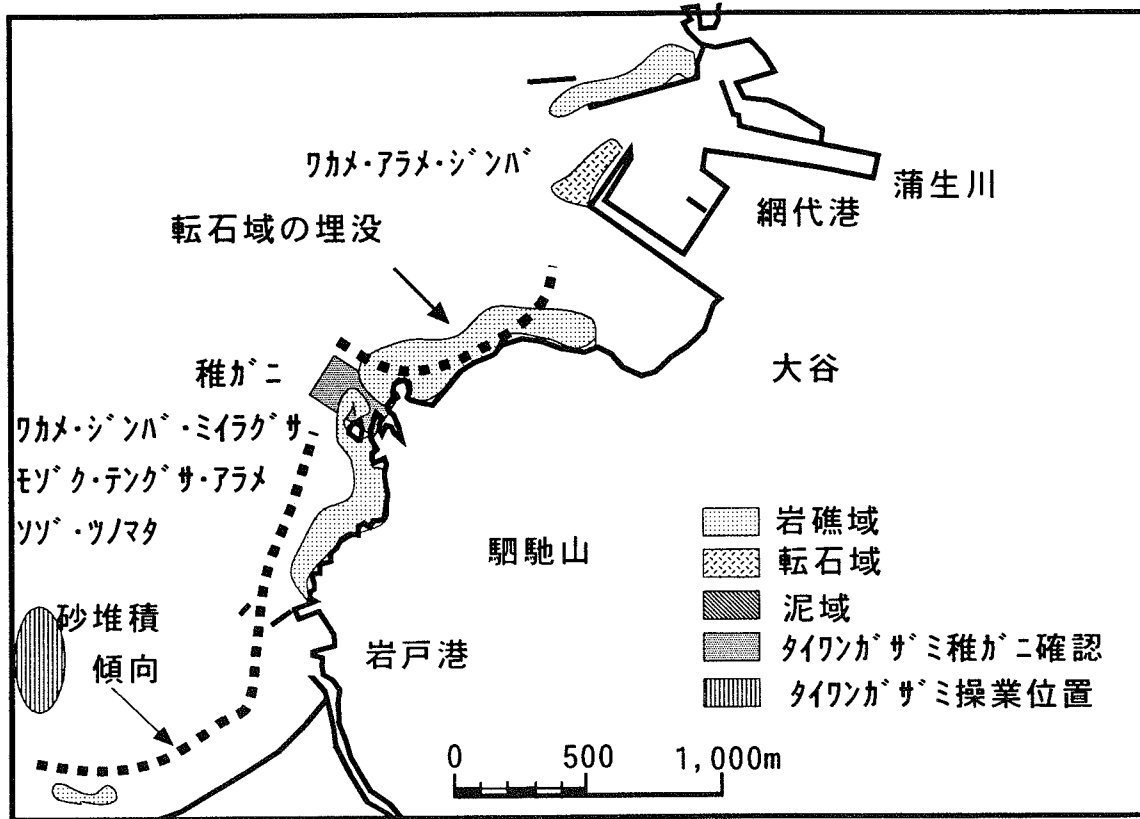 ワカメ・アラメ・ジンバ
蒲生川
網代港
転石域の埋没
稚ガニ
大谷
ワカメ・ジンバ・ミイラグサ
モゾク・テングサ・アラメ
ソゾ・ツノマタ
駟馳山
砂堆積
傾向
岩戸港
岩礁域
転石域
泥域
タイワンガザミ稚ガニ確認
タイワンガザミ操業位置
0 500 1,000m